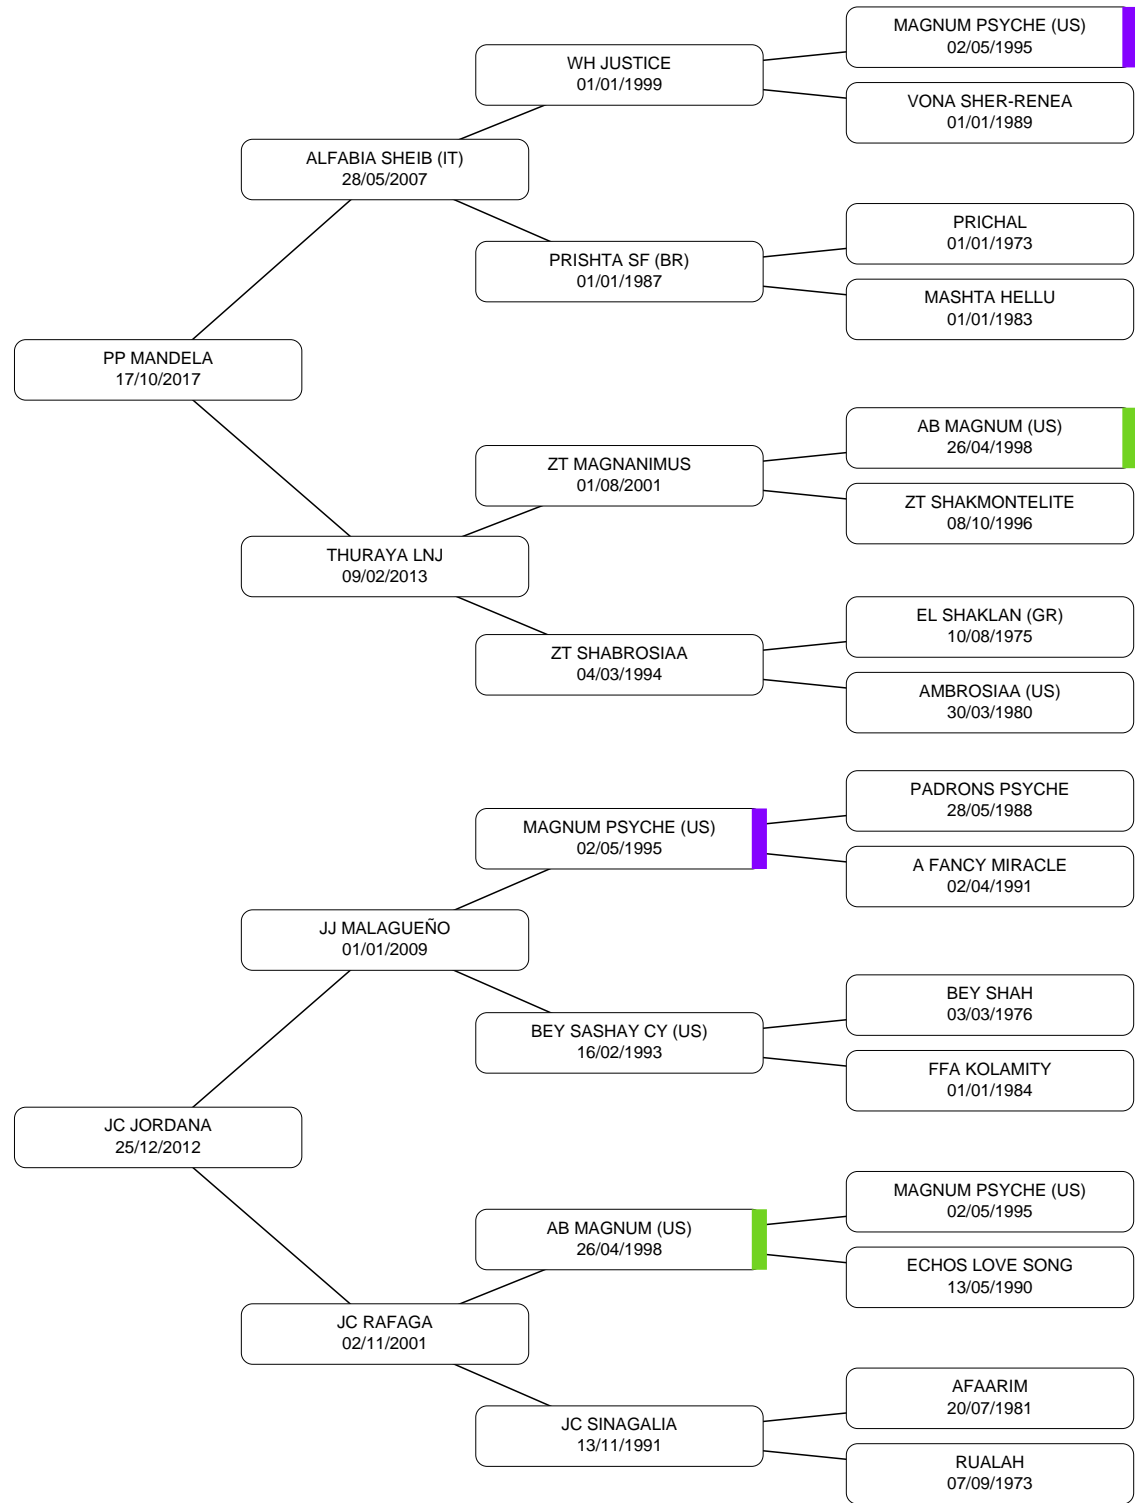 MAGNUM PSYCHE (US)
02/05/1995
WH JUSTICE
01/01/1999
VONA SHER-RENEA
01/01/1989
ALFABIA SHEIB (IT)
28/05/2007
PRICHAL
01/01/1973
PRISHTA SF (BR)
01/01/1987
MASHTA HELLU
01/01/1983
PP MANDELA
17/10/2017
AB MAGNUM (US)
26/04/1998
ZT MAGNANIMUS
01/08/2001
ZT SHAKMONTELITE
08/10/1996
THURAYA LNJ
09/02/2013
EL SHAKLAN (GR)
10/08/1975
ZT SHABROSIAA
04/03/1994
AMBROSIAA (US)
30/03/1980
PADRONS PSYCHE
28/05/1988
MAGNUM PSYCHE (US)
02/05/1995
A FANCY MIRACLE
02/04/1991
JJ MALAGUEÑO
01/01/2009
BEY SHAH
03/03/1976
BEY SASHAY CY (US)
16/02/1993
FFA KOLAMITY
01/01/1984
JC JORDANA
25/12/2012
MAGNUM PSYCHE (US)
02/05/1995
AB MAGNUM (US)
26/04/1998
ECHOS LOVE SONG
13/05/1990
JC RAFAGA
02/11/2001
AFAARIM
20/07/1981
JC SINAGALIA
13/11/1991
RUALAH
07/09/1973